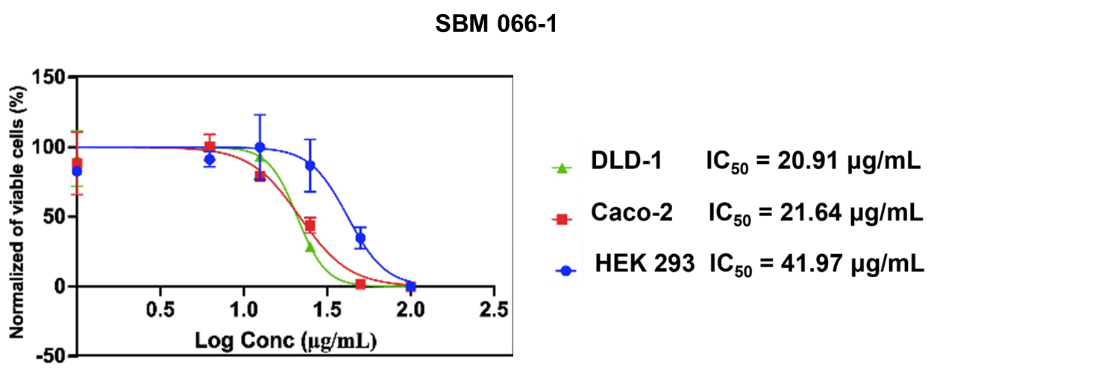 SBM 066-1
Normalized of viable cells (%)
150
100
50
0
-50
0.5 1.0 1.5 2.0 2.5
Log Conc (µg/mL)
DLD-1 IC50 = 20.91 µg/mL
Caco-2 IC50 = 21.64 µg/mL
HEK 293 IC50 = 41.97 µg/mL